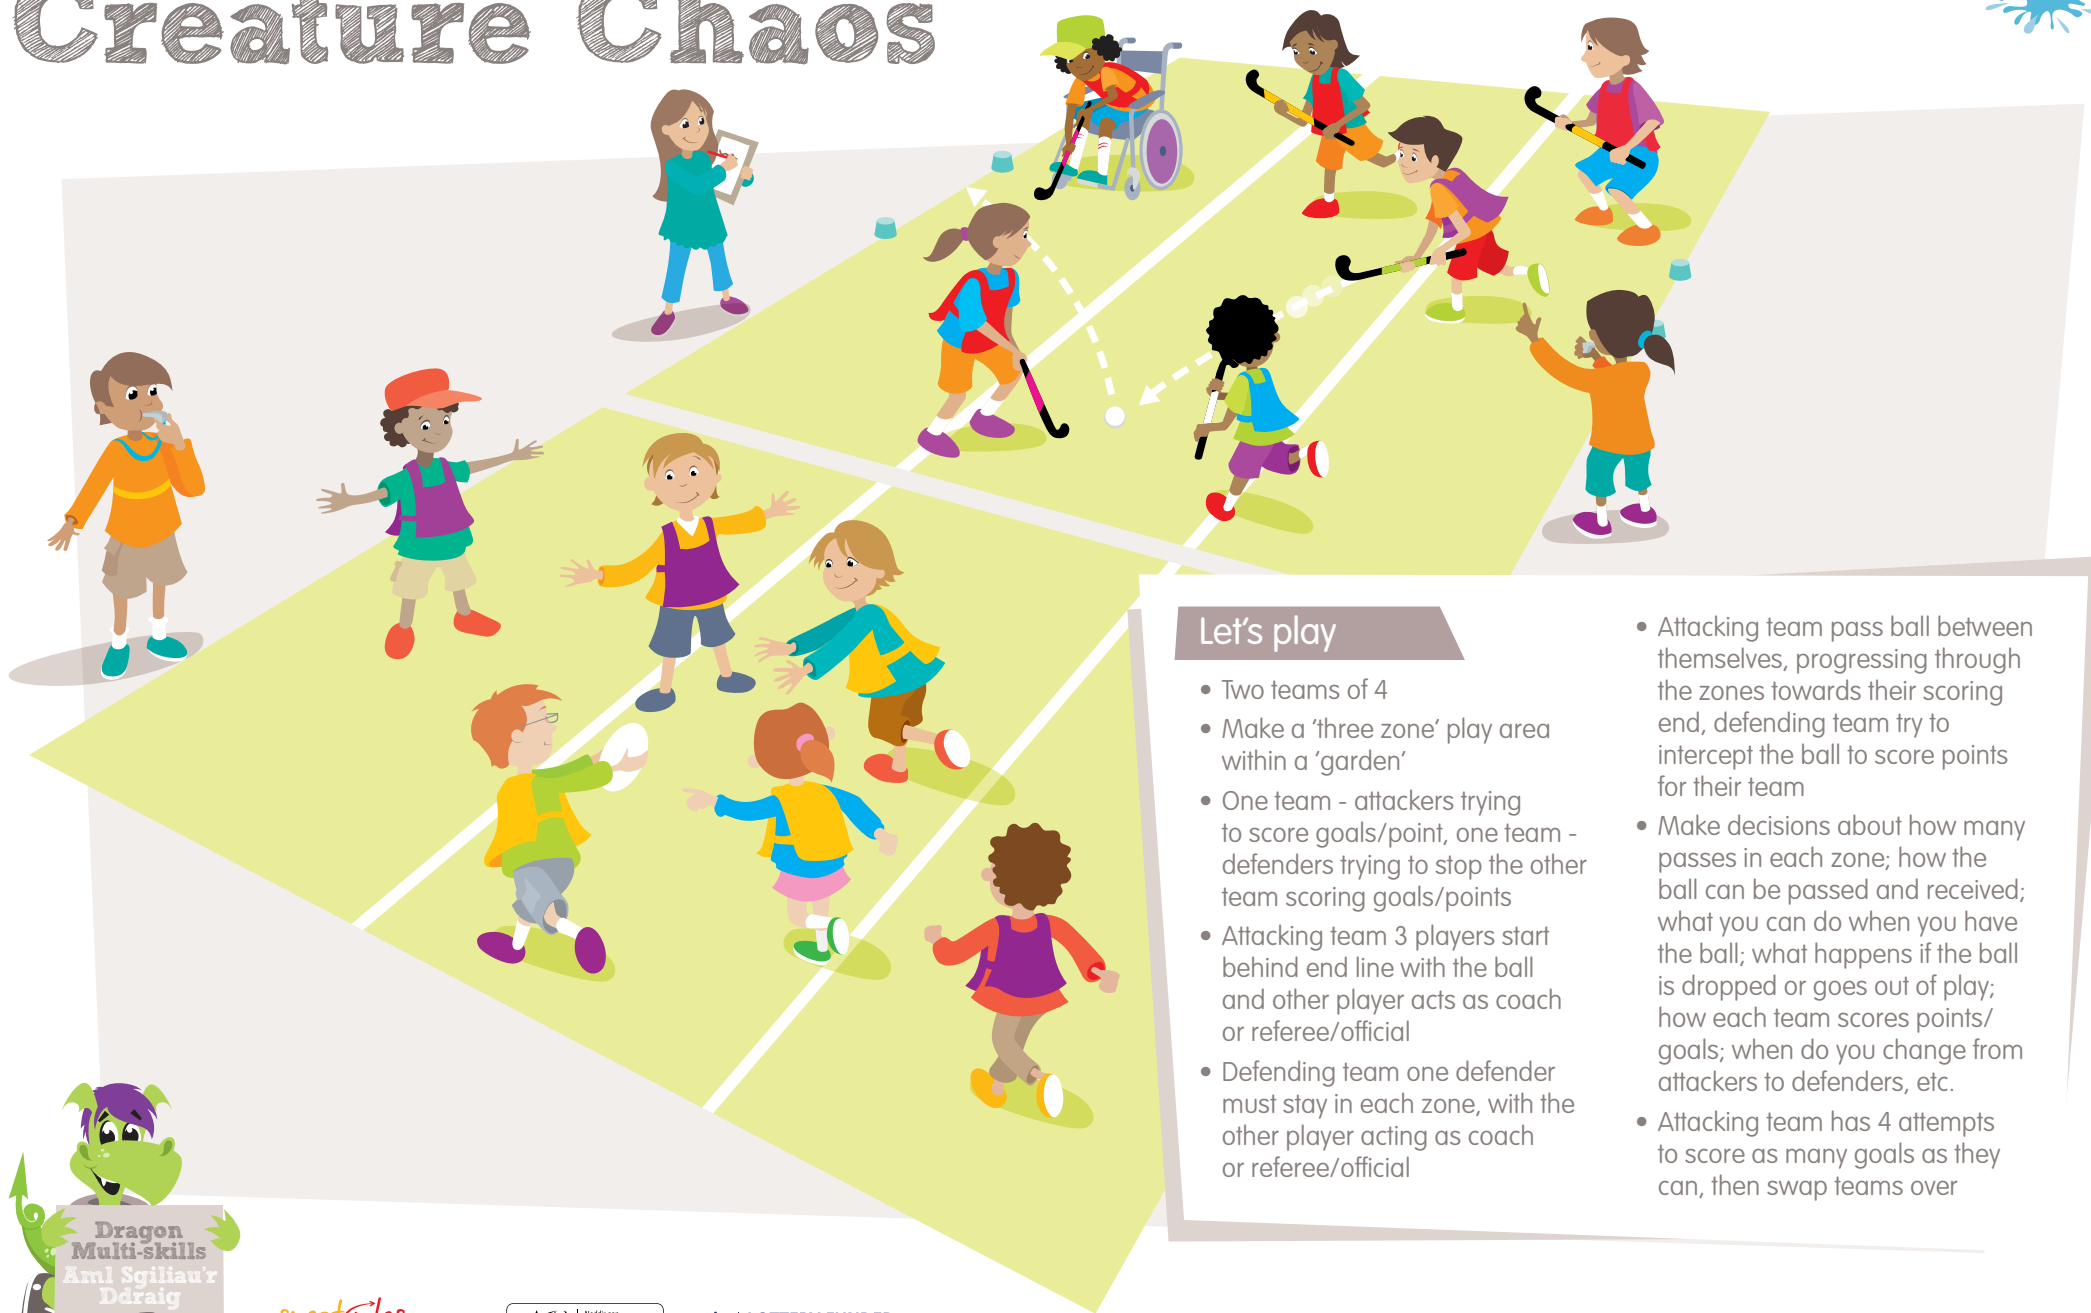 Creature Chaos
Let's play
• Two teams of 4
• Make a 'three zone' play area
within a 'garden'
• One team - attackers trying
to score goals/point, one team -
defenders trying to stop the other
team scoring goals/points
• Attacking team 3 players start
behind end line with the ball
and other player acts as coach
or referee/official
• Defending team one defender
must stay in each zone, with the
other player acting as coach
or referee/official
• Attacking team pass ball between
themselves, progressing through
the zones towards their scoring
end, defending team try to
intercept the ball to score points
for their team
• Make decisions about how many
passes in each zone; how the
ball can be passed and received;
what you can do when you have
the ball; what happens if the ball
is dropped or goes out of play;
how each team scores points/
goals; when do you change from
attackers to defenders, etc.
• Attacking team has 4 attempts
to score as many goals as they
can, then swap teams over
Dragon
Multi-skills
Aml Sgiliau'r
Ddraig